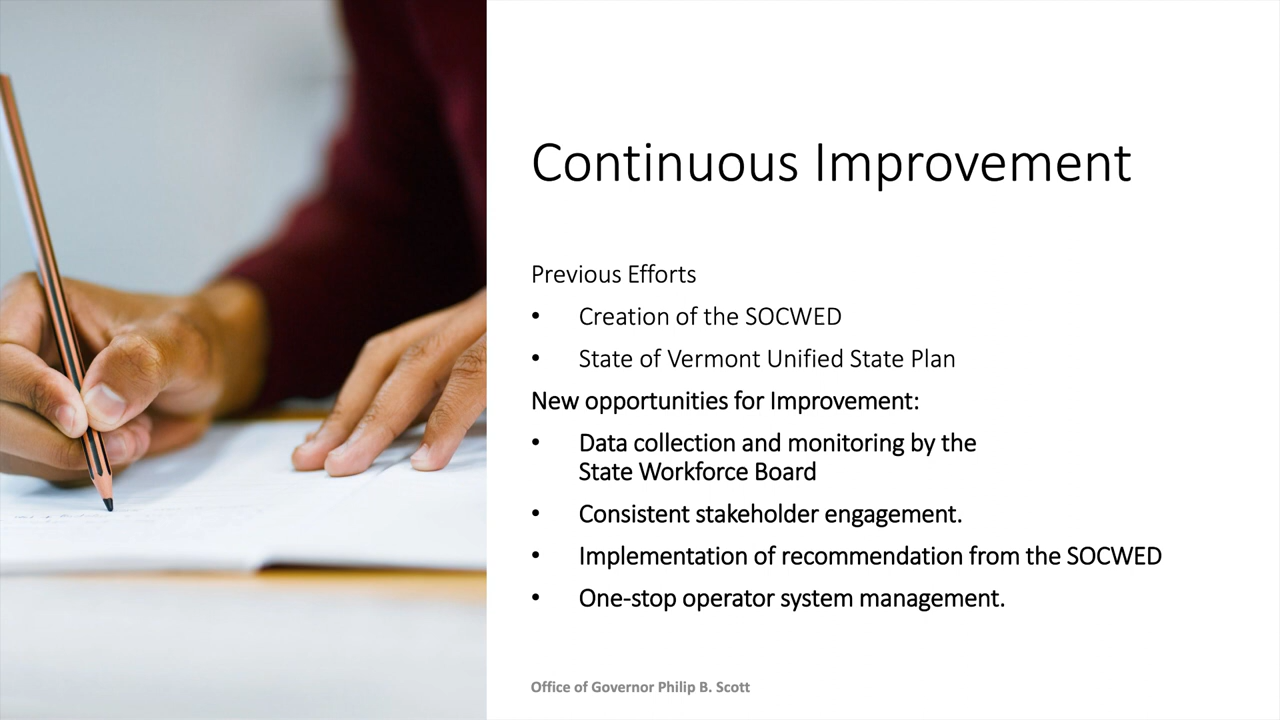 Continuous Improvement
Previous Efforts
• Creation of the SOCWED
• State of Vermont Unified State Plan
New opportunities for Improvement:
• Data collection and monitoring by the
State Workforce Board
• Consistent stakeholder engagement.
• Implementation of recommendation from the SOCWED
• One-stop operator system management.
Office of Governor Philip B. Scott